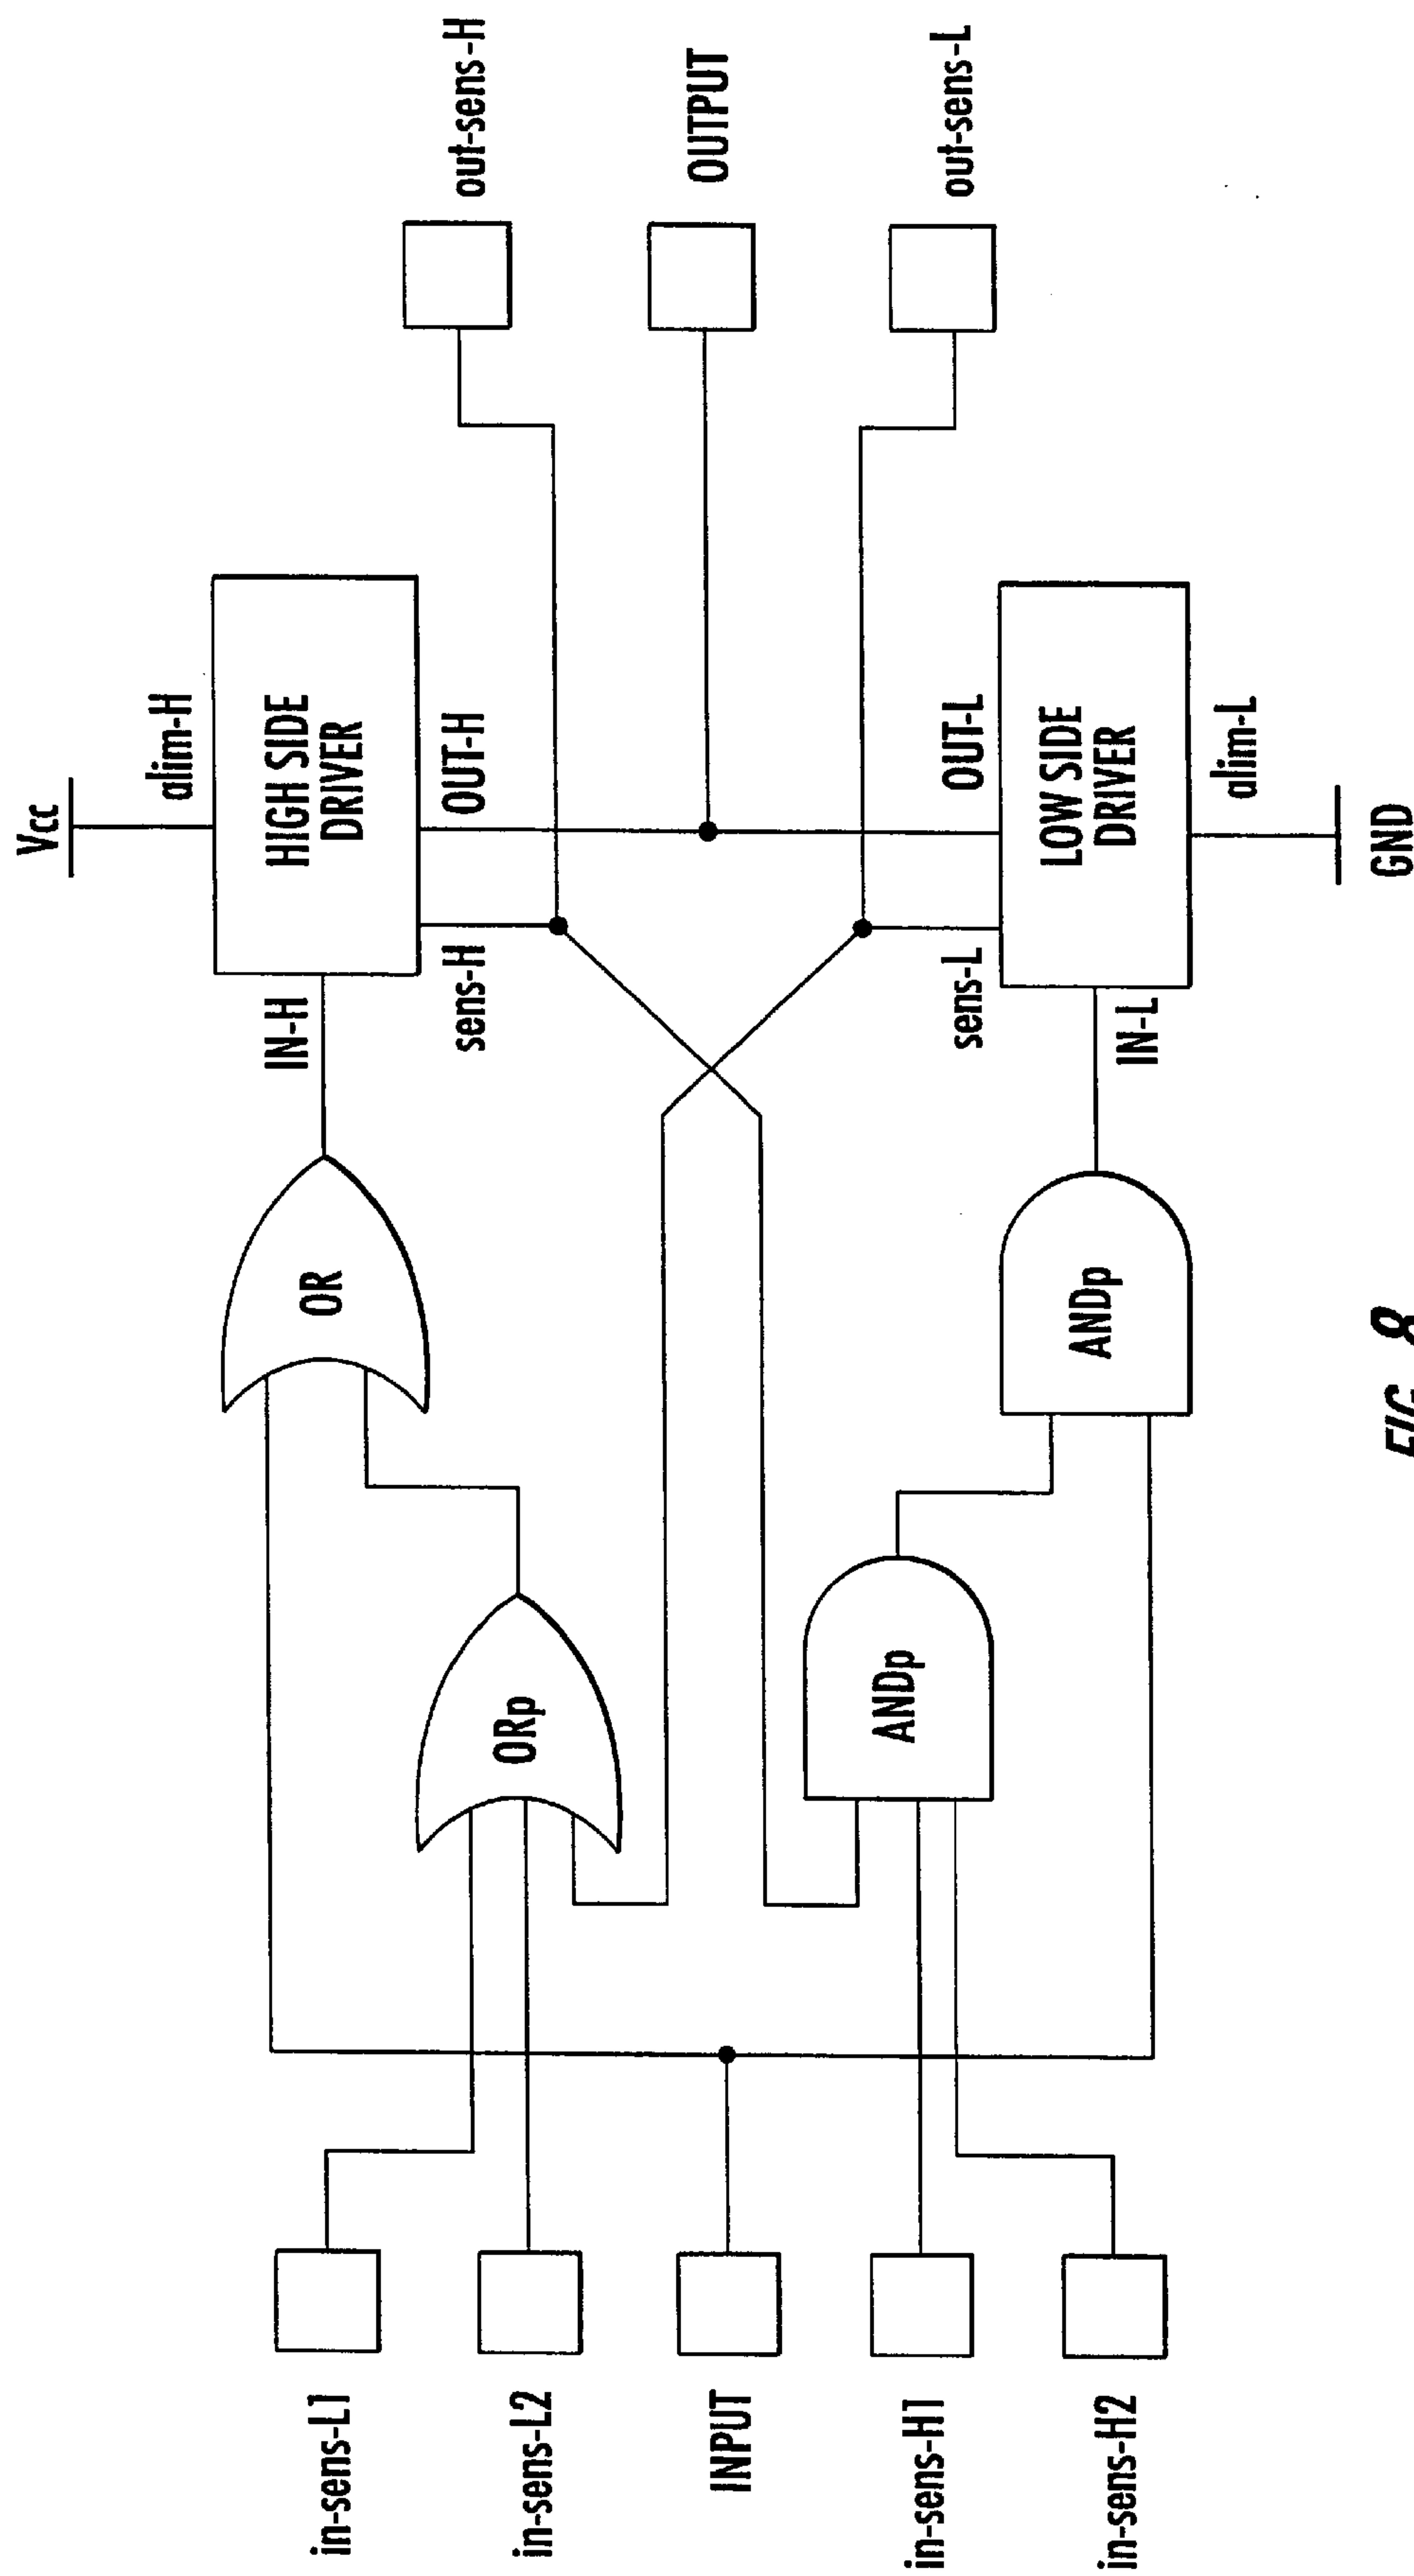 Vcc
alim-H
HIGH SIDE
DRIVER
IN-H
sens-H
OUT-H
out-sens-H
OR
ORp
in-sens-L1
in-sens-L2
INPUT
OUTPUT
in-sens-H1
in-sens-H2
ANDp
ANDp
IN-L
sens-L
OUT-L
out-sens-L
LOW SIDE
DRIVER
alim-L
GND
FIG. 8